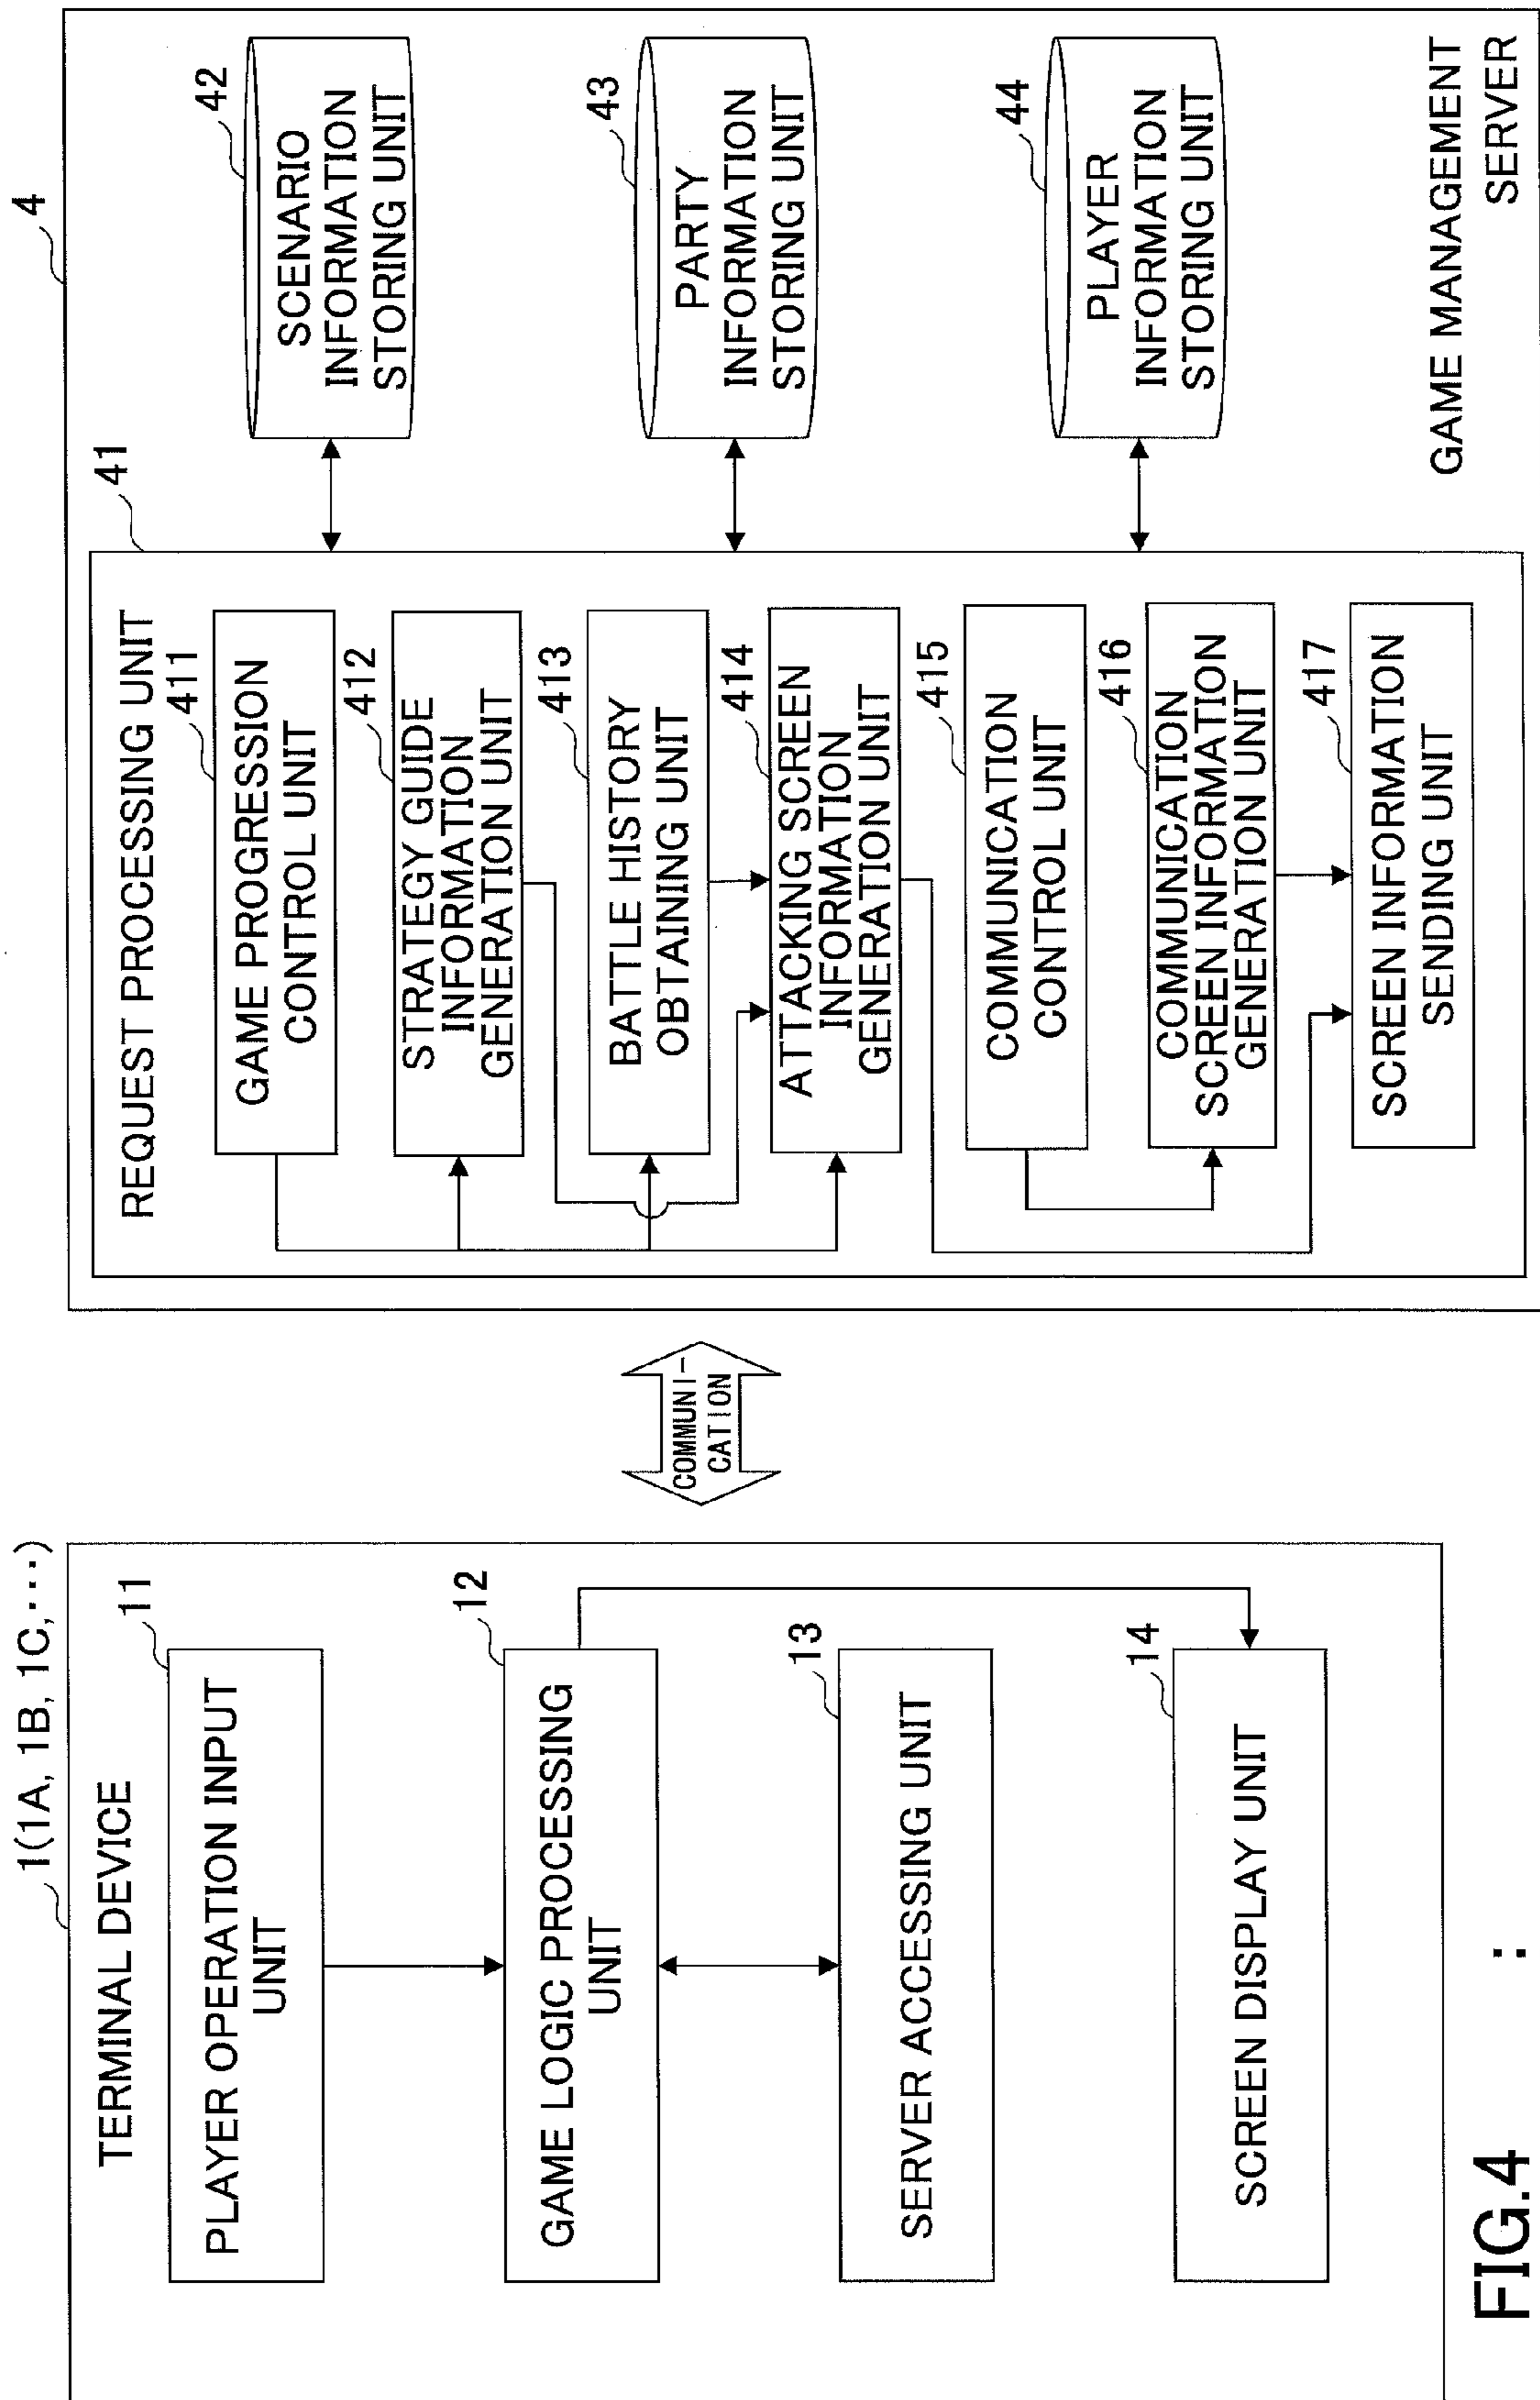 FIG.4
1(1A, 1B, 1C,···)
TERMINAL DEVICE
11
PLAYER OPERATION INPUT
UNIT
12
GAME LOGIC PROCESSING
UNIT
13
SERVER ACCESSING UNIT
14
SCREEN DISPLAY UNIT
:
COMMUNI-
CATION
4
41
REQUEST PROCESSING UNIT
411
GAME PROGRESSION
CONTROL UNIT
412
STRATEGY GUIDE
INFORMATION
GENERATION UNIT
413
BATTLE HISTORY
OBTAINING UNIT
414
ATTACKING SCREEN
INFORMATION
GENERATION UNIT
415
COMMUNICATION
CONTROL UNIT
416
COMMUNICATION
SCREEN INFORMATION
GENERATION UNIT
417
SCREEN INFORMATION
SENDING UNIT
42
SCENARIO
INFORMATION
STORING UNIT
43
PARTY
INFORMATION
STORING UNIT
44
PLAYER
INFORMATION
STORING UNIT
GAME MANAGEMENT
SERVER